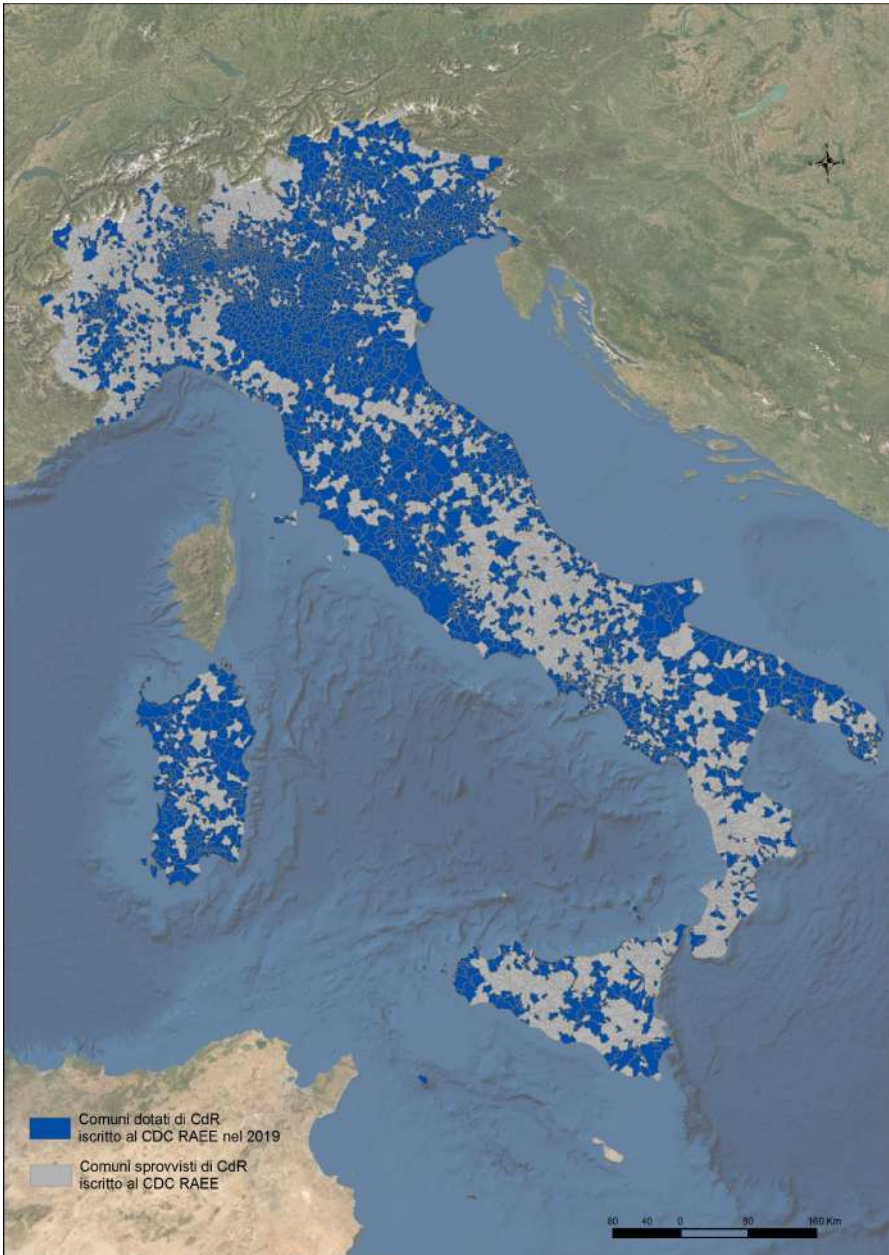 Comuni dotati di CdR
iscritto al CDC RAEE nel 2019
Comuni sprovvisti di CdR
iscritto al CDC RAEE
80 40 0 80 160 Km